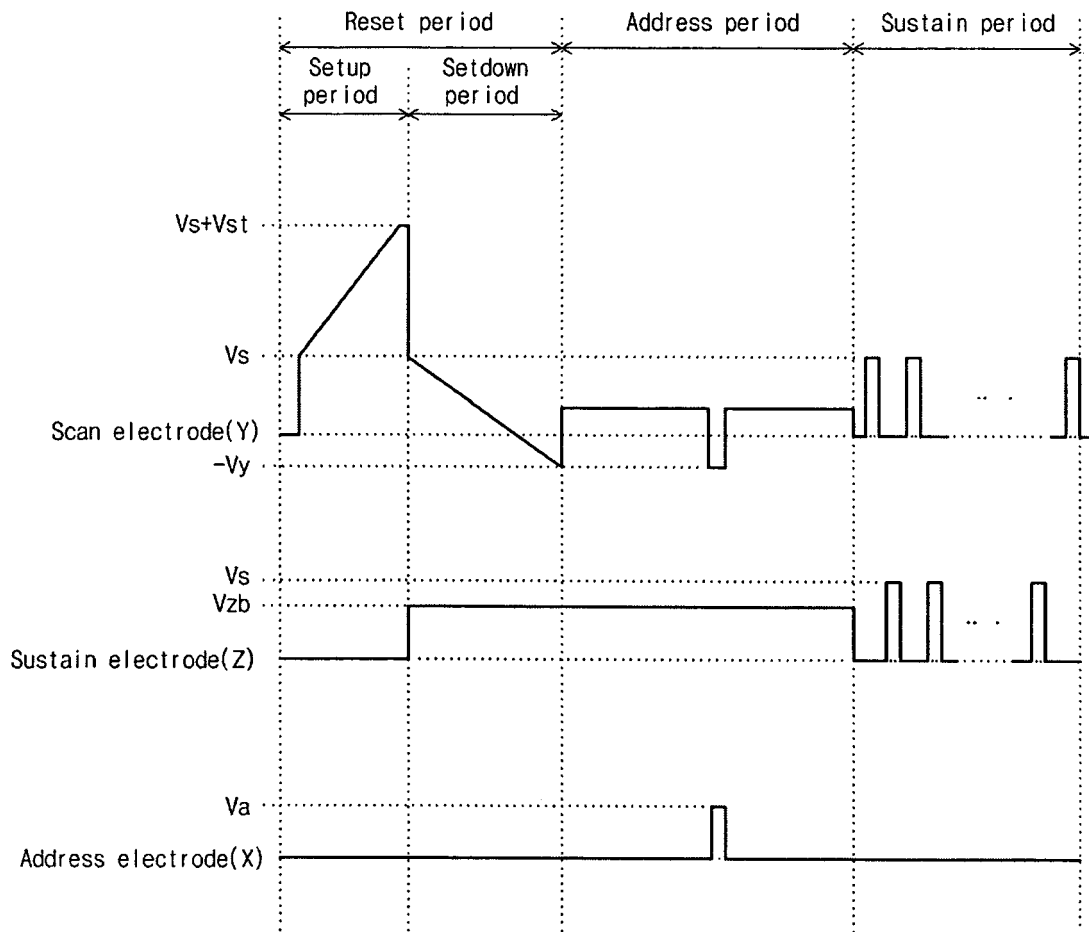 Reset period
Address period
Sustain period
Setup
period
Setdown
period
Vs+Vst
Vs
Scan electrode(Y)
-Vy
Vs
Vzb
Sustain electrode(Z)
Va
Address electrode(X)